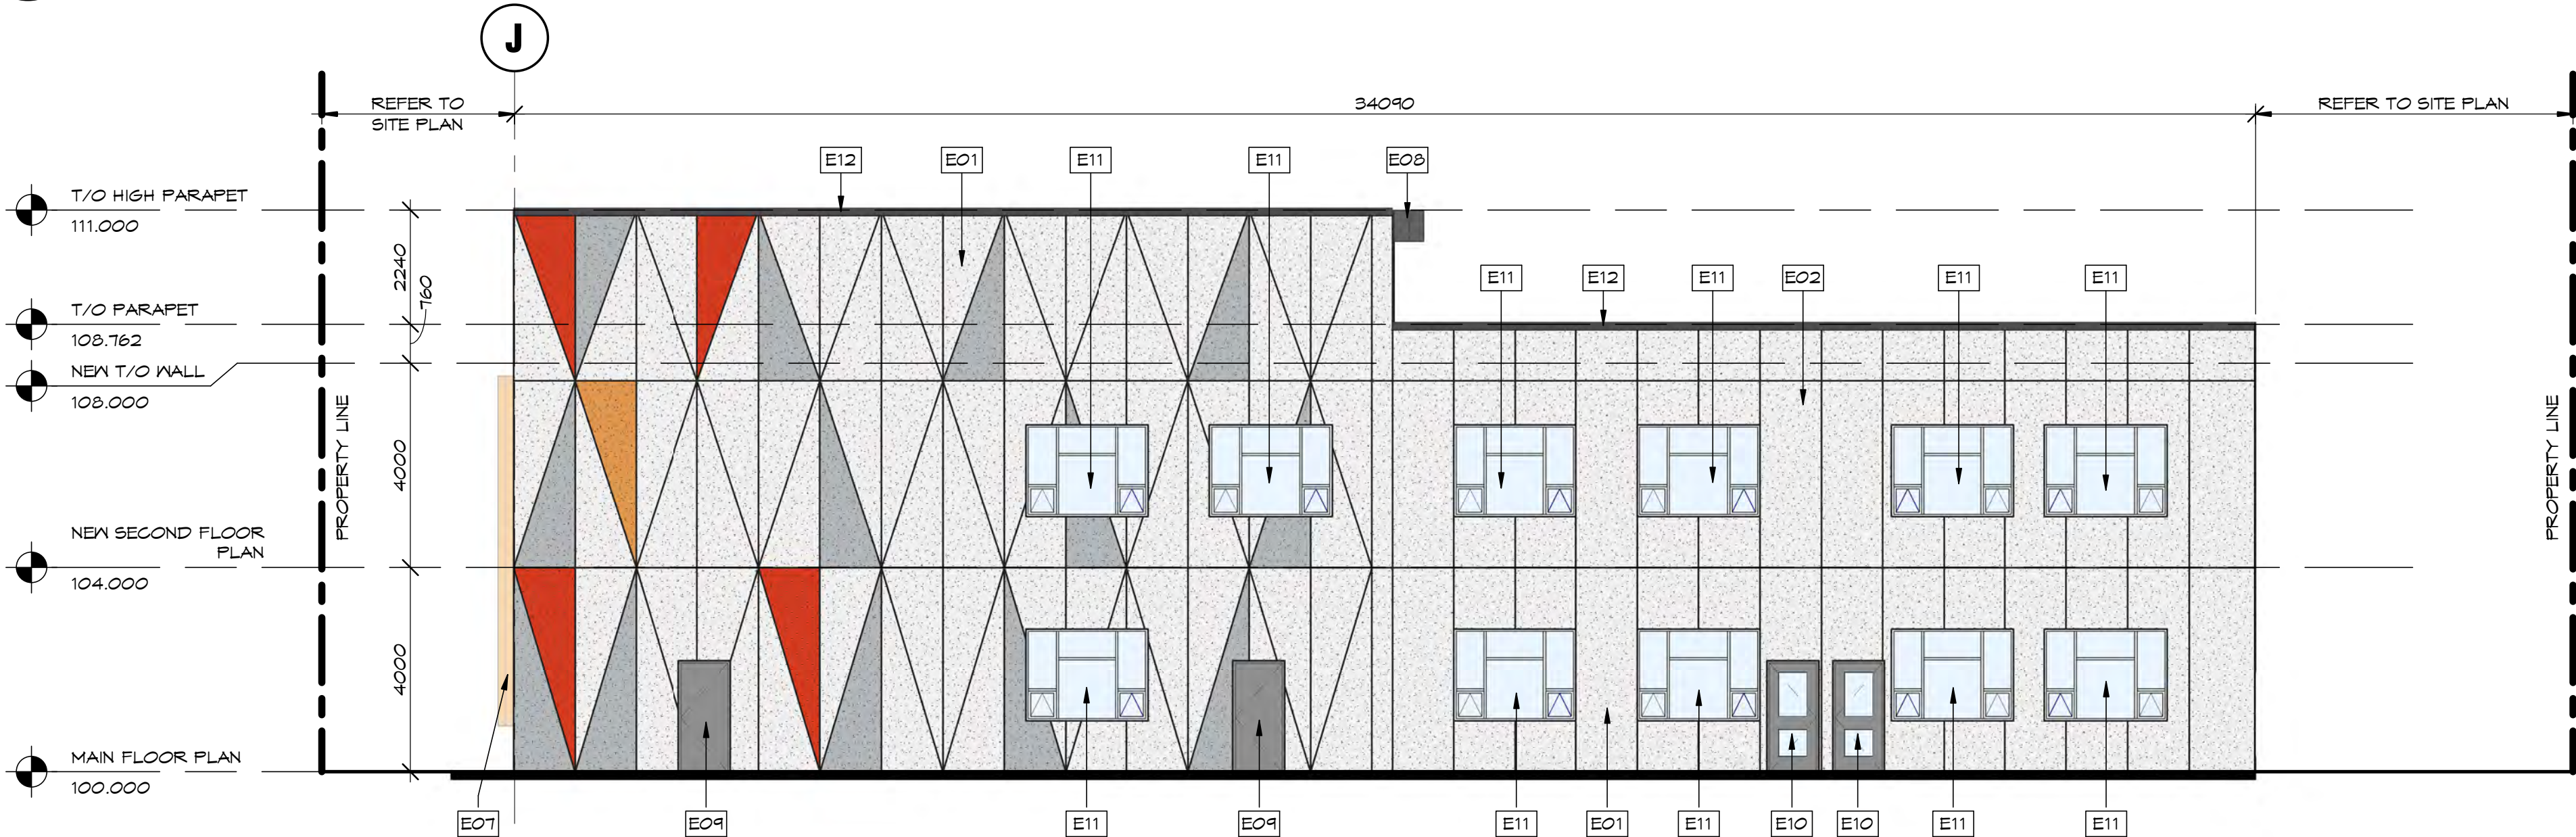 J
REFER TO
SITE PLAN
34090
REFER TO SITE PLAN
E12
E01
E11
E11
E08
T/O HIGH PARAPET
111.000
2240
E11
E12
E11
E02
E11
E11
760
T/O PARAPET
108.762
NEW T/O WALL
108.000
PROPERTY LINE
4000
PROPERTY LINE
NEW SECOND FLOOR
PLAN
104.000
4000
MAIN FLOOR PLAN
100.000
E07
E09
E11
E09
E11
E01
E11
E10
E10
E11
E11